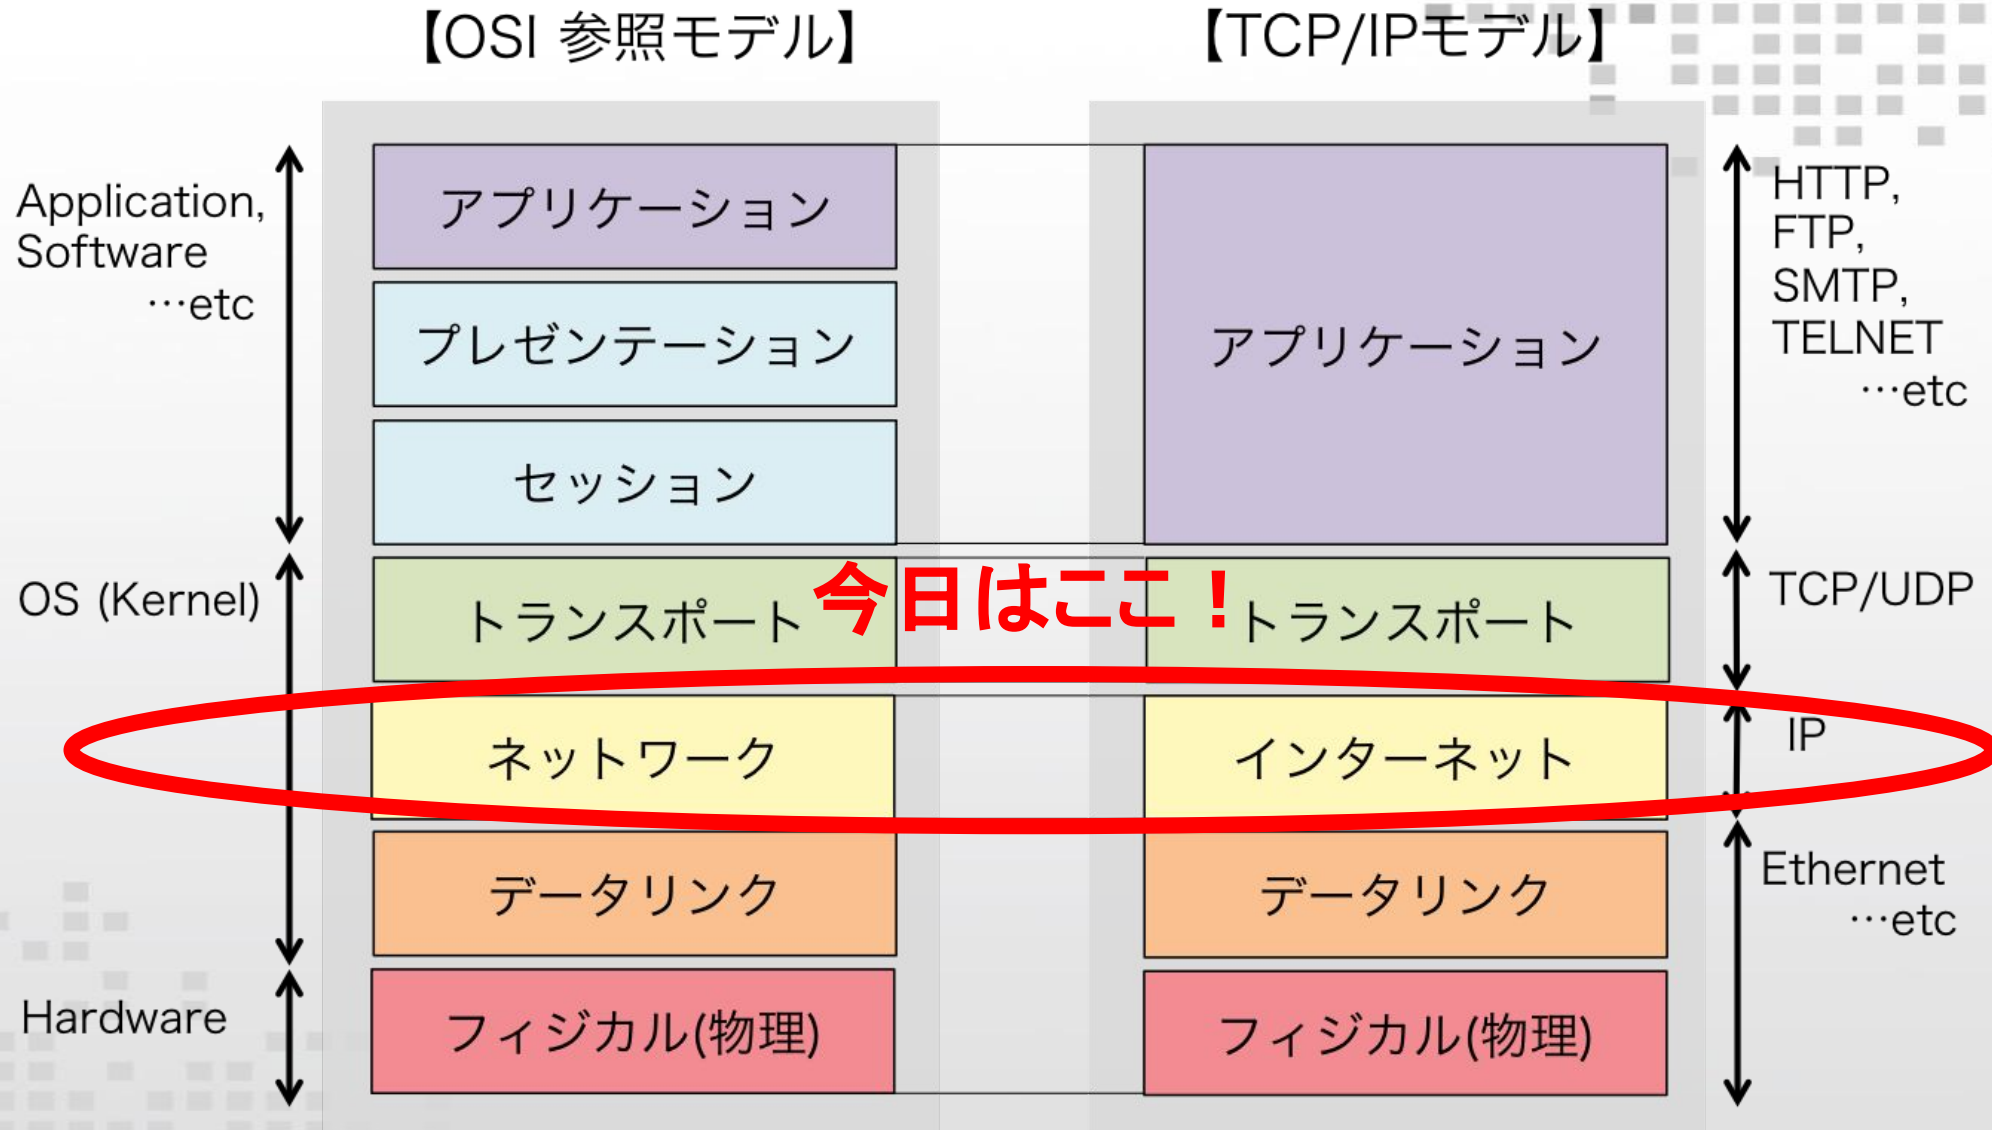 【OSI 参照モデル】
【TCP/IPモデル】
Application,
Software
…etc
OS (Kernel)
Hardware
アプリケーション
プレゼンテーション
セッション
トランスポート
ネットワーク
データリンク
フィジカル(物理)
今日はここ！
アプリケーション
トランスポート
インターネット
データリンク
フィジカル(物理)
HTTP,
FTP,
SMTP,
TELNET
…etc
TCP/UDP
IP
Ethernet
…etc